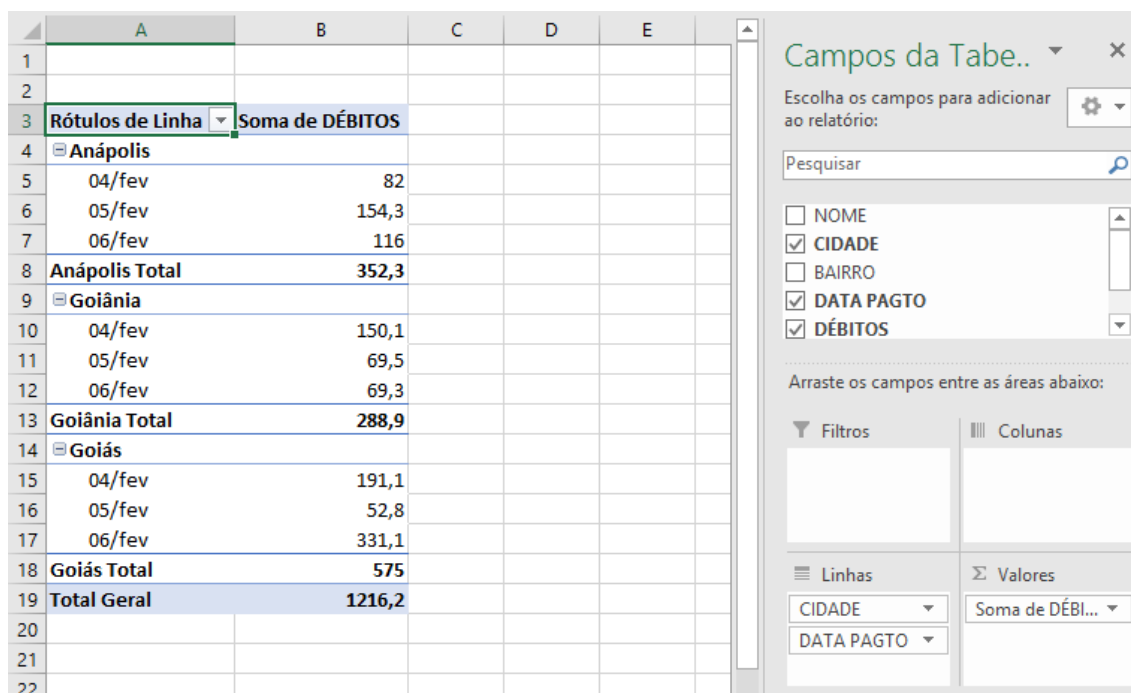 A B C D E
1
2
3 Rótulos de Linha Soma de DÉBITOS
4 Anápolis
5 04/fev 82
6 05/fev 154,3
7 06/fev 116
8 Anápolis Total 352,3
9 Goiânia
10 04/fev 150,1
11 05/fev 69,5
12 06/fev 69,3
13 Goiânia Total 288,9
14 Goiás
15 04/fev 191,1
16 05/fev 52,8
17 06/fev 331,1
18 Goiás Total 575
19 Total Geral 1216,2
20
21
22
Campos da Tabe..
Escolha os campos para adicionar
ao relatório:
Pesquisar
NOME
CIDADE
BAIRRO
DATA PAGTO
DÉBITOS
Arraste os campos entre as áreas abaixo:
Filtros
Colunas
Linhas
CIDADE
DATA PAGTO
Σ Valores
Soma de DÉBI...